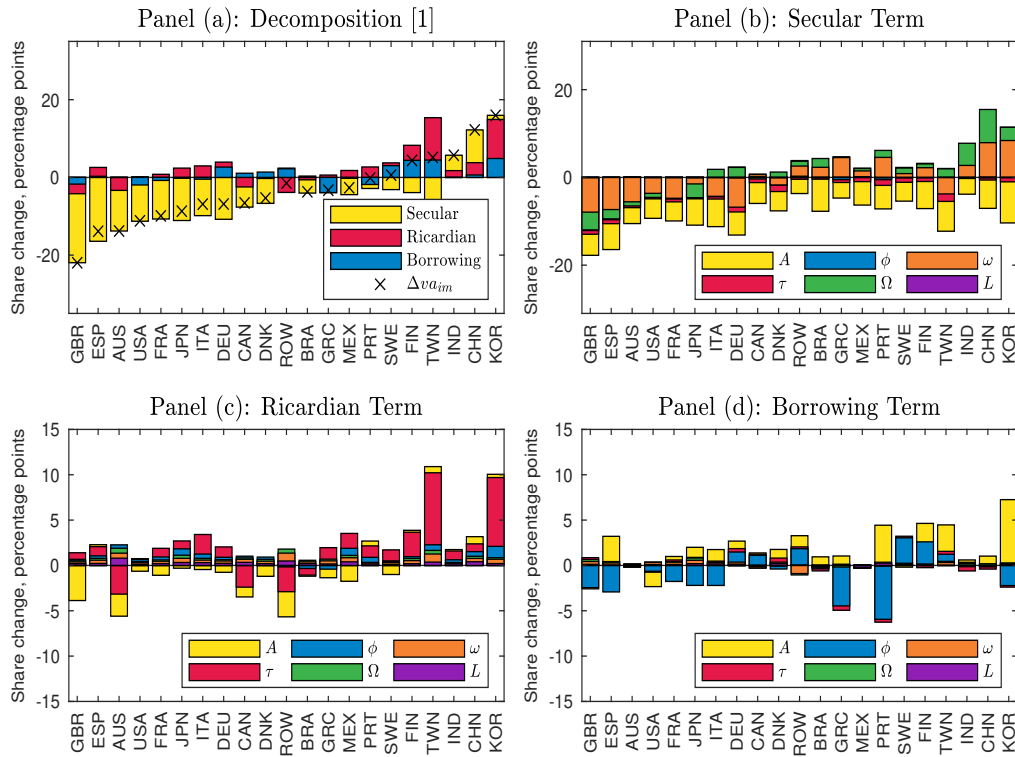 Panel (a): Decomposition [1]
Share change, percentage points
20
0
-20
Secular
Ricardian
Borrowing
Δva_im
GBR ESP AUS USA FRA JPN ITA DEU CAN DNK ROW BRA GRC MEX PRT SWE FIN TWN IND CHN KOR
Panel (b): Secular Term
Share change, percentage points
20
0
-20
A ϕ ω
τ Ω L
GBR ESP AUS USA FRA JPN ITA DEU CAN DNK ROW BRA GRC MEX PRT SWE FIN TWN IND CHN KOR
Panel (c): Ricardian Term
Share change, percentage points
15
10
5
0
-5
-10
-15
A ϕ ω
τ Ω L
GBR ESP AUS USA FRA JPN ITA DEU CAN DNK ROW BRA GRC MEX PRT SWE FIN TWN IND CHN KOR
Panel (d): Borrowing Term
Share change, percentage points
15
10
5
0
-5
-10
-15
A ϕ ω
τ Ω L
GBR ESP AUS USA FRA JPN ITA DEU CAN DNK ROW BRA GRC MEX PRT SWE FIN TWN IND CHN KOR